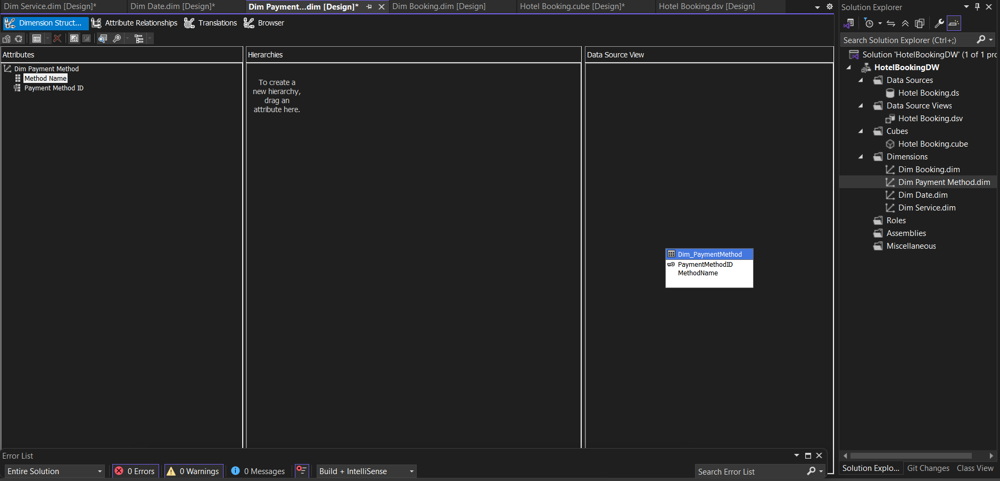 Dim Service.dim [Design]*
Dim Date.dim [Design]*
Dim Payment...dim [Design]*
Dim Booking.dim [Design]
Hotel Booking.cube [Design]*
Hotel Booking.dsv [Design]
Dimension Struct...
Attribute Relationships
Translations
Browser
Attributes
Dim Payment Method
Method Name
Payment Method ID
Hierarchies
To create a
new hierarchy,
drag an
attribute here.
Data Source View
Dim_PaymentMethod
PaymentMethodID
MethodName
Error List
Entire Solution
0 Errors
0 Warnings
0 Messages
Build + IntelliSense
Search Error List
Solution Explorer
Search Solution Explorer (Ctrl+;)
Solution 'HotelBookingDW' (1 of 1 prc
HotelBookingDW
Data Sources
Hotel Booking.ds
Data Source Views
Hotel Booking.dsv
Cubes
Hotel Booking.cube
Dimensions
Dim Booking.dim
Dim Payment Method.dim
Dim Date.dim
Dim Service.dim
Roles
Assemblies
Miscellaneous
Solution Explo...
Git Changes
Class View